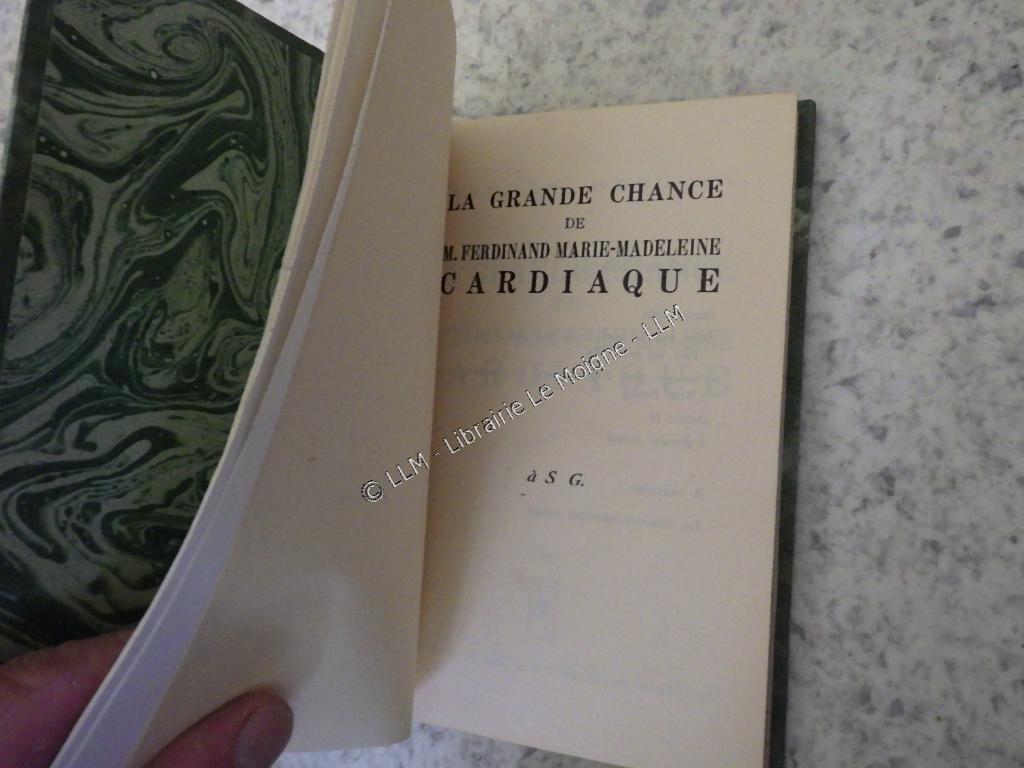 LA GRANDE CHANCE
DE
M. FERDINAND MARIE-MADELEINE
CARDIAQUE
© LLM - Librairie Le Moigne - LLM
à S G.